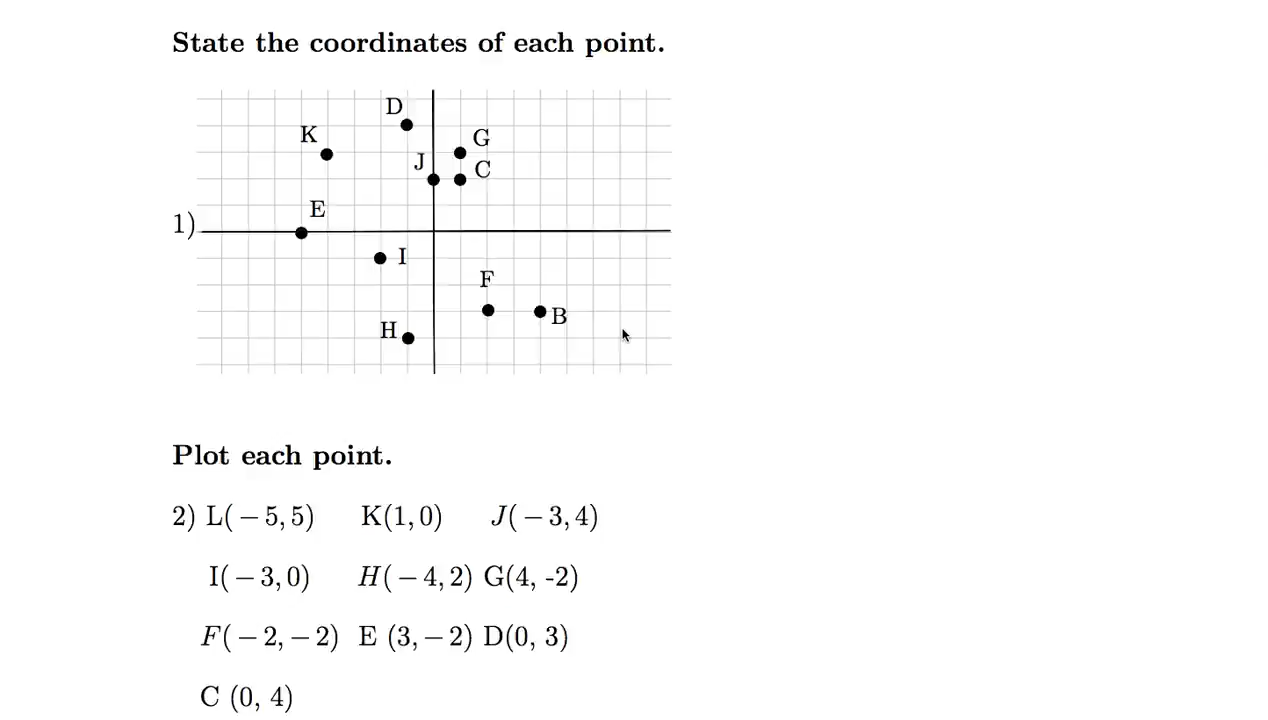 State the coordinates of each point.
D
K
G
J
C
E
1)
I
F
B
H
Plot each point.
2) L(−5,5) K(1,0) J(−3,4)
I(−3,0) H(−4,2) G(4, -2)
F(−2,−2) E (3,−2) D(0, 3)
C (0, 4)